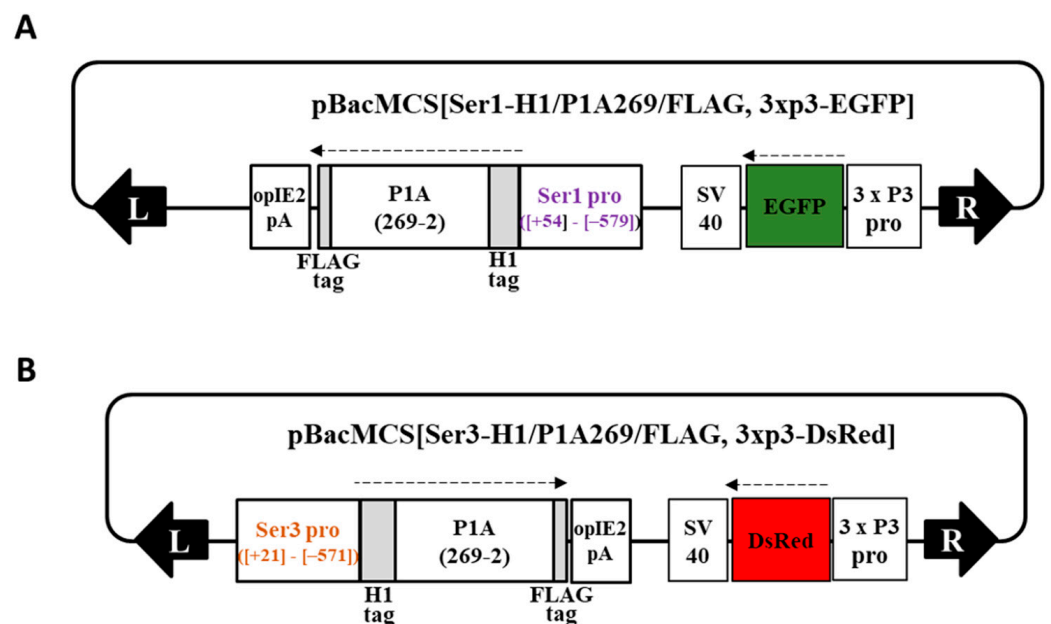 A
pBacMCS[Ser1-H1/P1A269/FLAG, 3xp3-EGFP]
L
opIE2
pA
P1A
(269-2)
Ser1 pro
([+54] - [−579])
SV
40
EGFP
3 x P3
pro
R
FLAG
tag
H1
tag
B
pBacMCS[Ser3-H1/P1A269/FLAG, 3xp3-DsRed]
L
Ser3 pro
([+21] - [−571])
P1A
(269-2)
opIE2
pA
SV
40
DsRed
3 x P3
pro
R
H1
tag
FLAG
tag